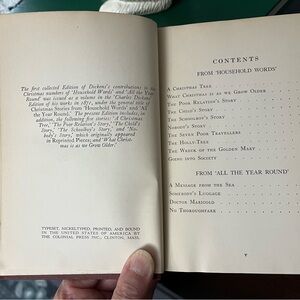 The first collected Edition of Dickens's contributions to the
Christmas numbers of 'Household Words' and 'All the
Year Round' was issued as a volume in the 'Charles Dickens
Edition of his works in 1871, under the general title of
Christmas Stories from 'Household Words' and 'All
the Year Round.' The present Edition includes, in
addition, the following five stories: 'A Christmas
Tree,' 'The Poor Relation's Story,' 'The Child's
Story,' 'The Schoolboy's Story,' and 'No-
body's Story,' which originally appeared
in Reprinted Pieces; and 'What Christ-
mas is as we Grow Older'
TYPESET, NICKELTYPED, PRINTED, AND BOUND
IN THE UNITED STATES OF AMERICA BY
THE COLONIAL PRESS INC., CLINTON, MASS.
CONTENTS
FROM 'HOUSEHOLD WORDS'
A CHRISTMAS TREE
WHAT CHRISTMAS IS AS WE GROW OLDER
THE POOR RELATION'S STORY
THE CHILD'S STORY
THE SCHOOLBOY'S STORY
NOBODY'S STORY
THE SEVEN POOR TRAVELLERS
THE HOLLY-TREE
THE WRECK OF THE GOLDEN MARY
GOING INTO SOCIETY
FROM 'ALL THE YEAR ROUND'
A MESSAGE FROM THE SEA
SOMEBODY'S LUGGAGE
DOCTOR MARIGOLD
NO THOROUGHFARE
V